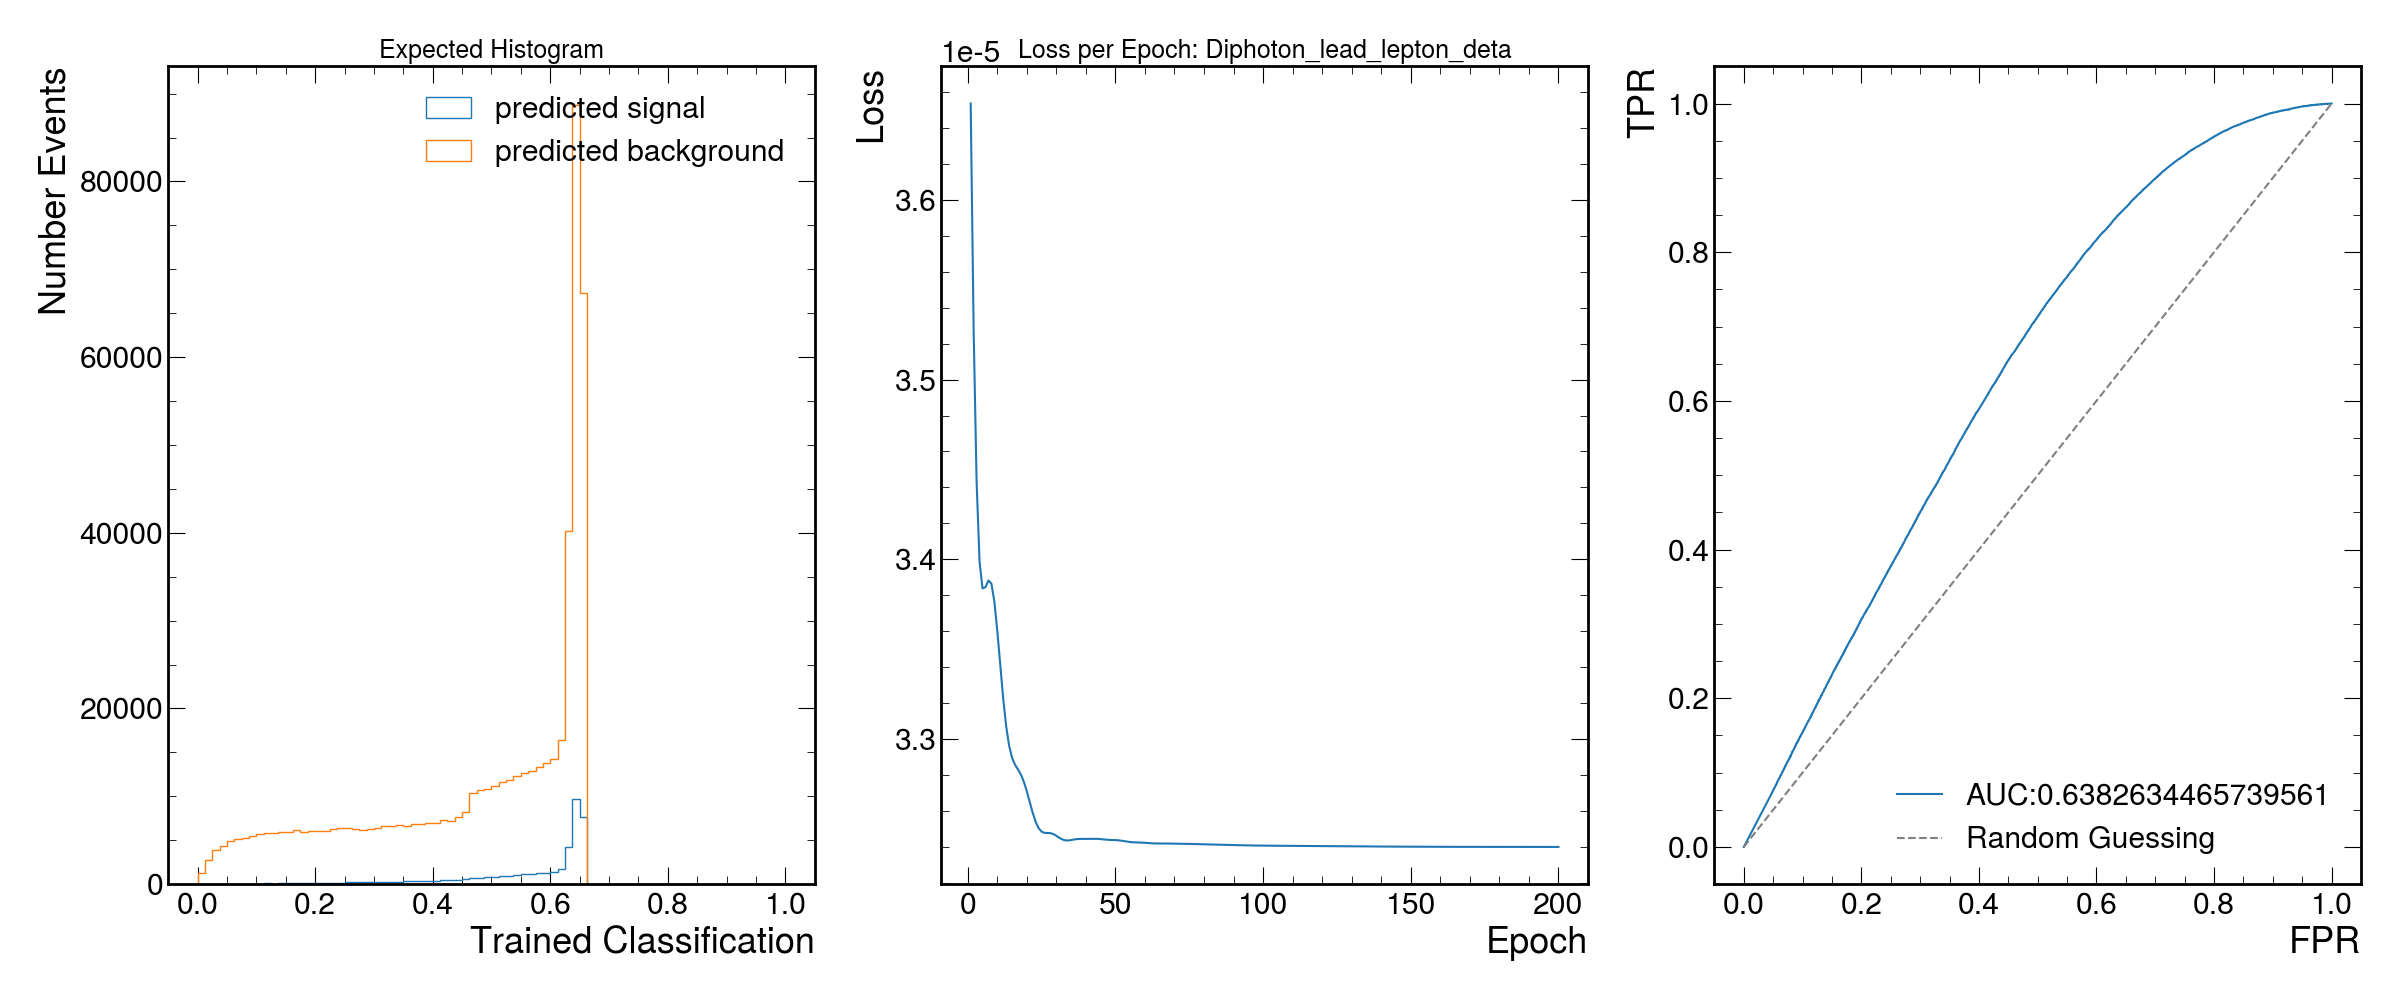 Expected Histogram
Number Events
predicted signal
predicted background
80000
60000
40000
20000
0
0.0 0.2 0.4 0.6 0.8 1.0
Trained Classification
1e-5 Loss per Epoch: Diphoton_lead_lepton_deta
Loss
3.6
3.5
3.4
3.3
0 50 100 150 200
Epoch
TPR
1.0
0.8
0.6
0.4
0.2
0.0
AUC:0.6382634465739561
Random Guessing
0.0 0.2 0.4 0.6 0.8 1.0
FPR